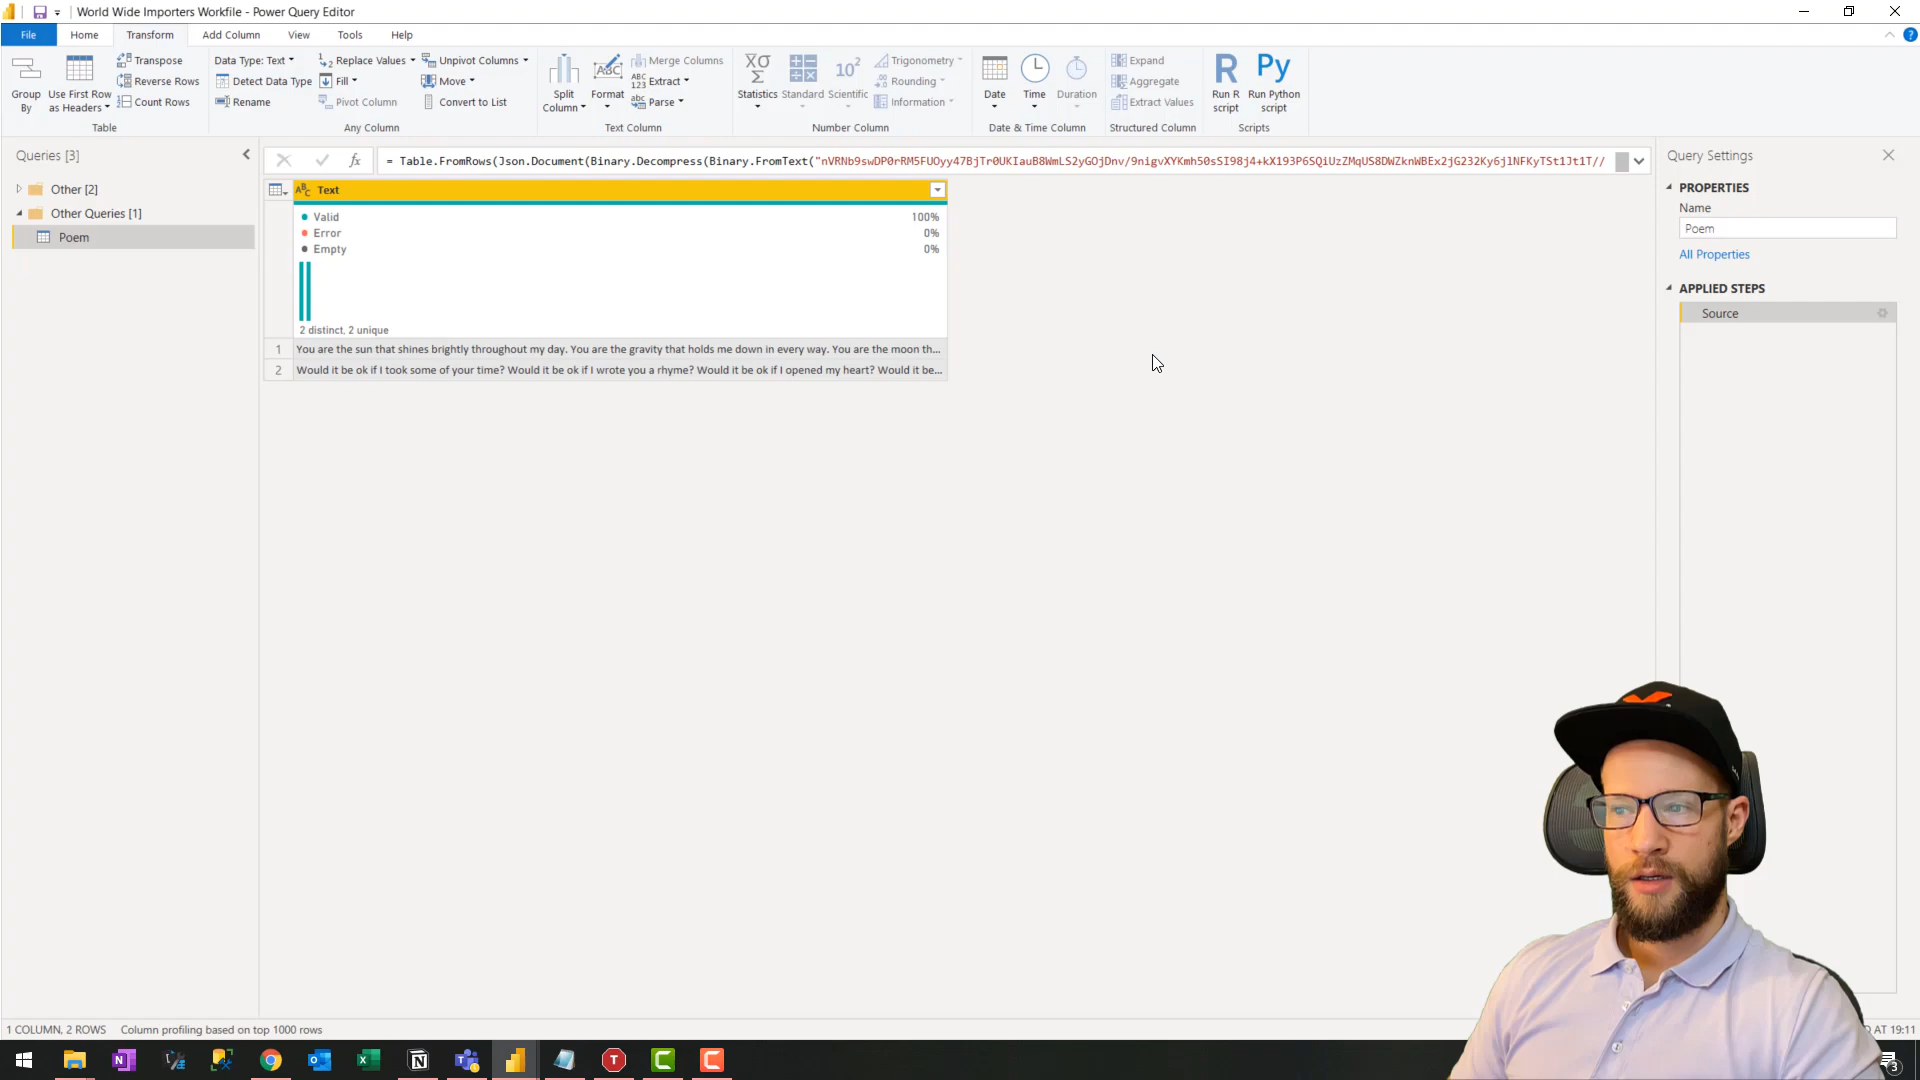 World Wide Importers Workfile - Power Query Editor
File Home Transform Add Column View Tools Help
Group By
Use First Row as Headers
Transpose
Reverse Rows
Count Rows
Table
Data Type: Text
Detect Data Type
Rename
Replace Values
Fill
Pivot Column
Unpivot Columns
Move
Convert to List
Any Column
Split Column
Format
Merge Columns
Extract
Parse
Text Column
Statistics
Standard
Scientific
Trigonometry
Rounding
Information
Number Column
Date
Time
Duration
Date & Time Column
Expand
Aggregate
Extract Values
Structured Column
Run R script
Run Python script
Scripts
Queries [3]
Other [2]
Other Queries [1]
Poem
= Table.FromRows(Json.Document(Binary.Decompress(Binary.FromText("nVRNb9swDP0rRM5FUOyy47BjTr0UKIauB8WmLS2yGOjDnv/9nigvXYKmh50sSI98j4+kX193P6SQiUzZMqUS8DWZknWBEx2jG232Ky6jlNFKyTSt1Jt1T//
ABC Text
Valid 100%
Error 0%
Empty 0%
2 distinct, 2 unique
1 You are the sun that shines brightly throughout my day. You are the gravity that holds me down in every way. You are the moon th...
2 Would it be ok if I took some of your time? Would it be ok if I wrote you a rhyme? Would it be ok if I opened my heart? Would it be...
Query Settings
PROPERTIES
Name
Poem
All Properties
APPLIED STEPS
Source
1 COLUMN, 2 ROWS Column profiling based on top 1000 rows
AT 19:11
3